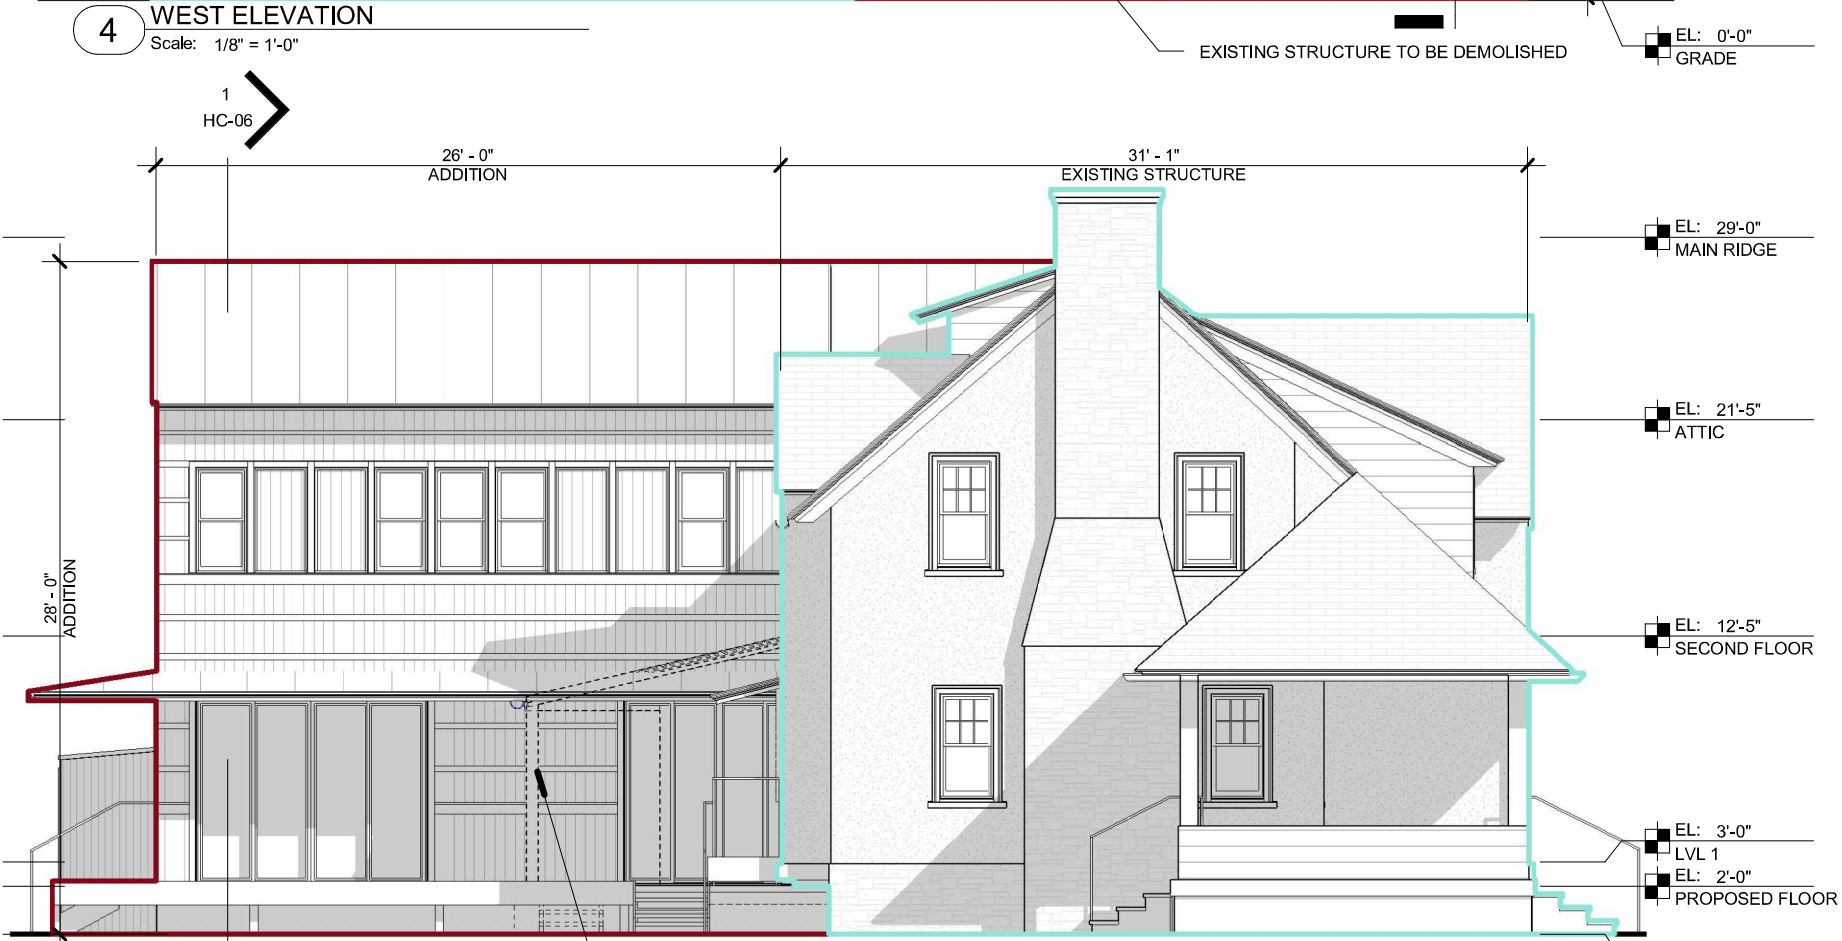 4
WEST ELEVATION
Scale: 1/8" = 1'-0"
EXISTING STRUCTURE TO BE DEMOLISHED
EL: 0'-0"
GRADE
1
HC-06
26' - 0"
ADDITION
31' - 1"
EXISTING STRUCTURE
EL: 29'-0"
MAIN RIDGE
EL: 21'-5"
ATTIC
28' - 0"
ADDITION
EL: 12'-5"
SECOND FLOOR
EL: 3'-0"
LVL 1
EL: 2'-0"
PROPOSED FLOOR